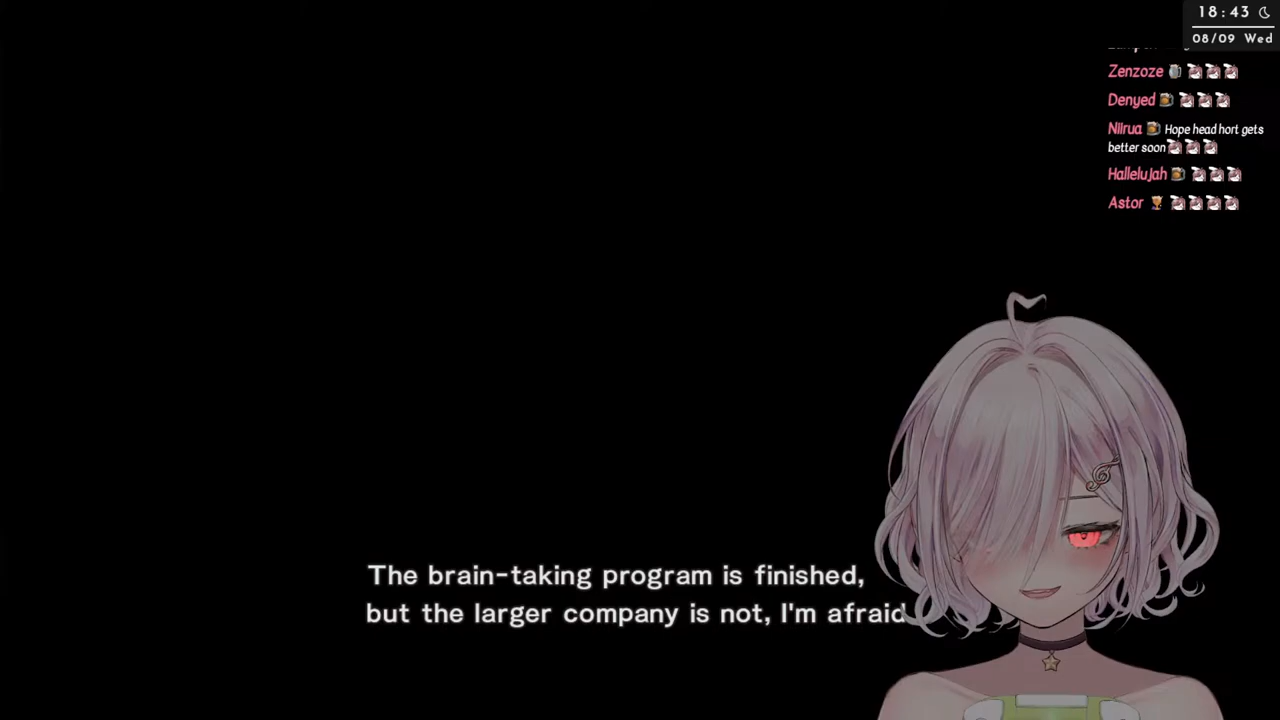 18:43
08/09 Wed
Zenzoze
Denyed
Niirua Hope head hort gets
better soon
Hallelujah
Astor
The brain-taking program is finished,
but the larger company is not, I'm afraid